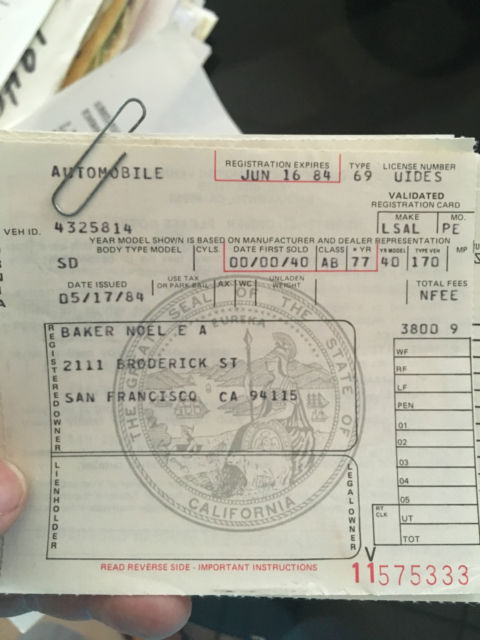 AUTOMOBILE
REGISTRATION EXPIRES
JUN 16 84
TYPE
69
LICENSE NUMBER
UIDES
VALIDATED
REGISTRATION CARD
VEH ID. 4325814
MAKE
LSAL
MO.
PE
YEAR MODEL SHOWN IS BASED ON MANUFACTURER AND DEALER REPRESENTATION
BODY TYPE MODEL
SD
CYLS.
DATE FIRST SOLD
00/00/40
CLASS
AB
* YR
77
YR MODEL
40
TYPE VEH
170
MP
DATE ISSUED
05/17/84
USE TAX
OR PARK BAIL
AX
WC
UNLADEN
WEIGHT
TOTAL FEES
NFEE
REGISTERED OWNER
BAKER NOEL E A
2111 BRODERICK ST
SAN FRANCISCO CA 94115
3800 9
THE GREAT SEAL OF THE STATE OF CALIFORNIA
EUREKA
WF
RF
LF
PEN
01
02
03
04
05
RT
CLK
UT
TOT
LIENHOLDER
LEGAL OWNER
V
READ REVERSE SIDE - IMPORTANT INSTRUCTIONS
11575333